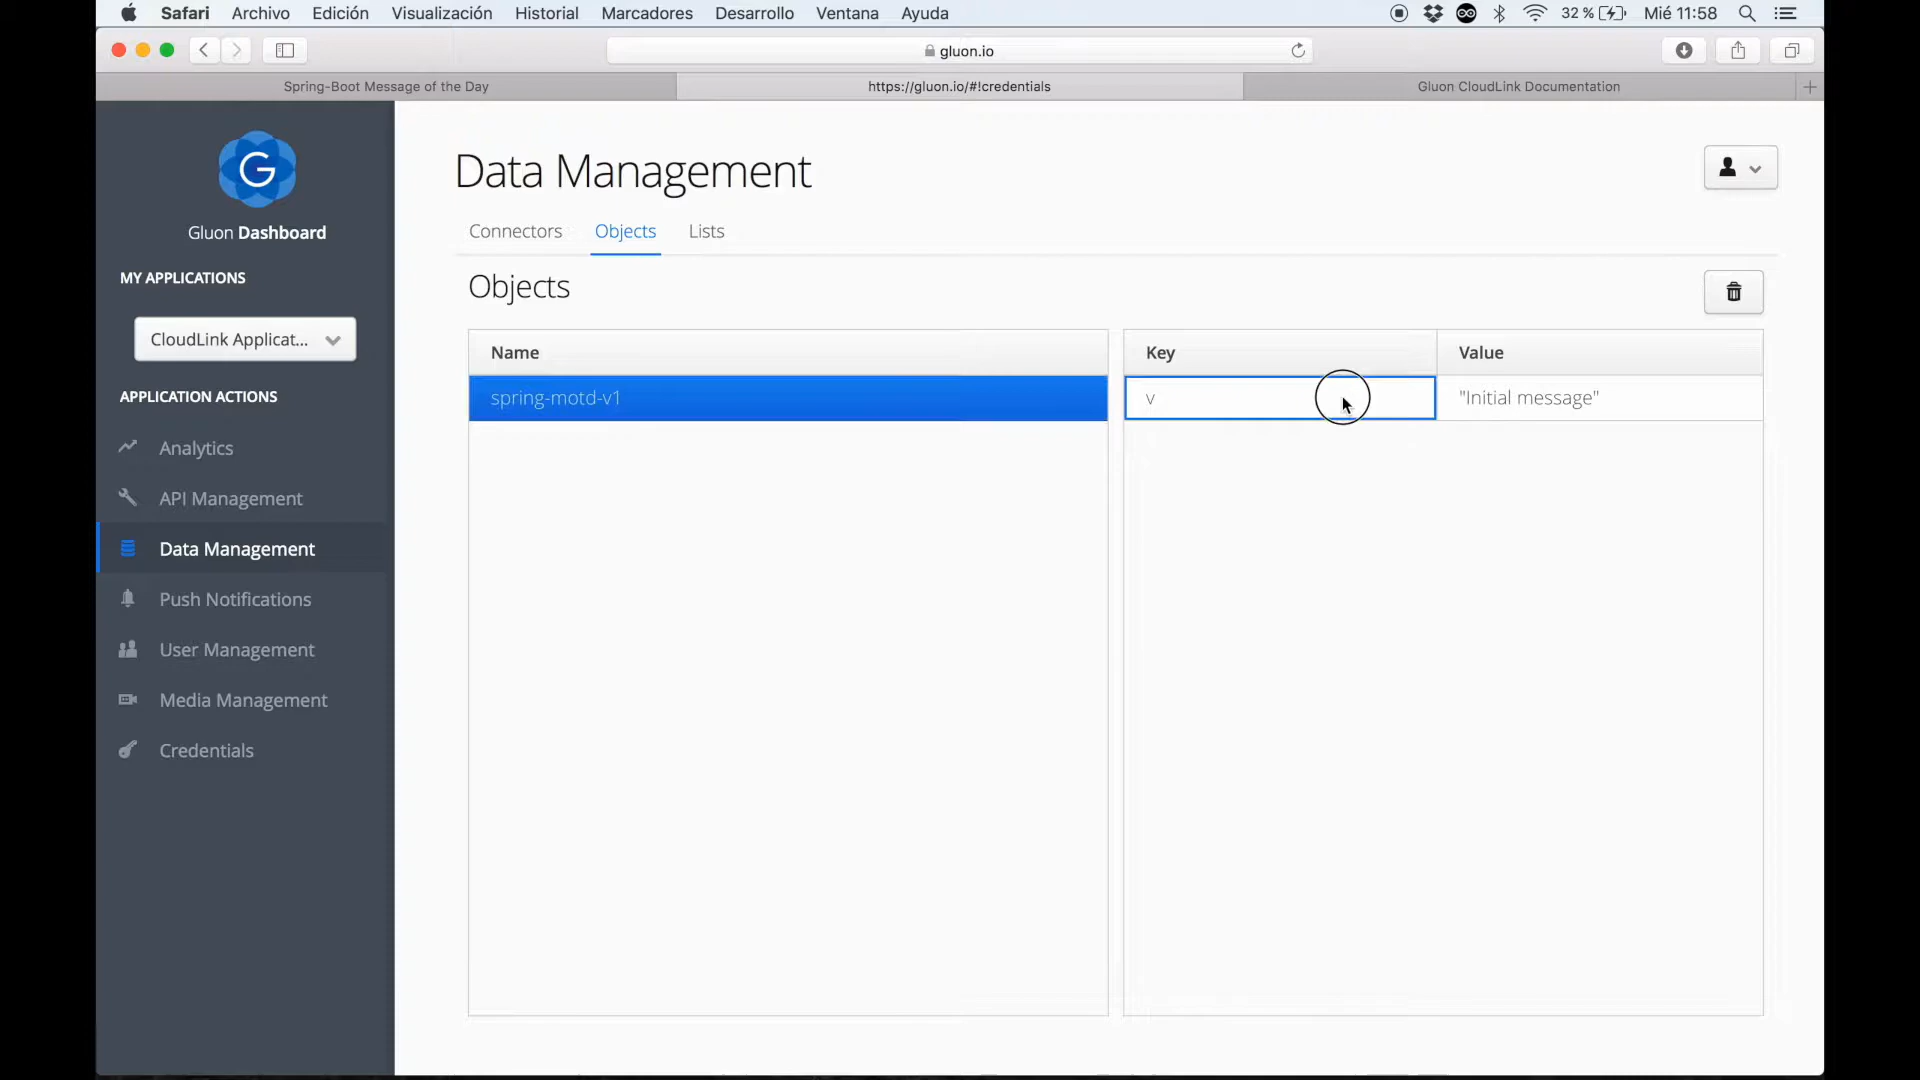 Safari Archivo Edición Visualización Historial Marcadores Desarrollo Ventana Ayuda 32 % Mié 11:58
gluon.io
Spring-Boot Message of the Day https://gluon.io/#!credentials Gluon CloudLink Documentation
G
Gluon Dashboard
MY APPLICATIONS
CloudLink Applicat...
APPLICATION ACTIONS
Analytics
API Management
Data Management
Push Notifications
User Management
Media Management
Credentials
Data Management
Connectors Objects Lists
Objects
Name Key Value
spring-motd-v1 v "Initial message"